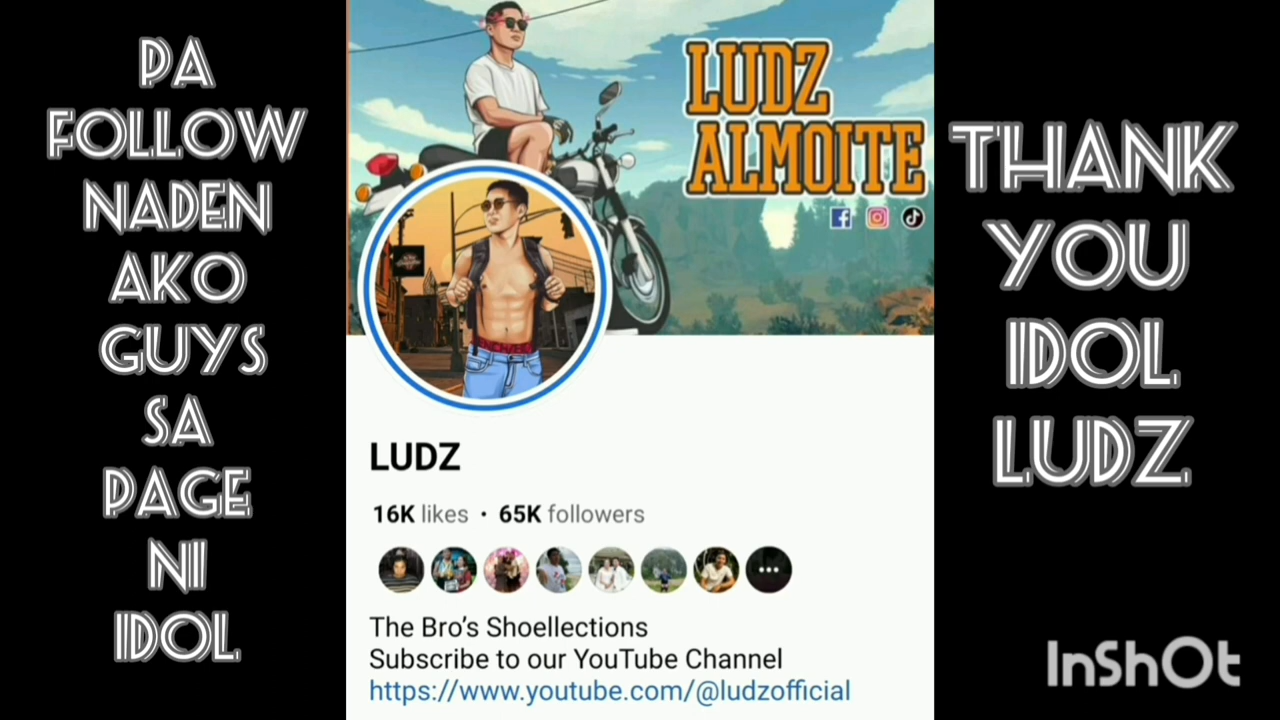 PA
FOLLOW
NADEN
AKO
GUYS
SA
PAGE
NI
IDOL
LUDZ
ALMOITE
LUDZ
16K likes • 65K followers
The Bro's Shoellections
Subscribe to our YouTube Channel
https://www.youtube.com/@ludzofficial
THANK
YOU
IDOL
LUDZ
InShOt